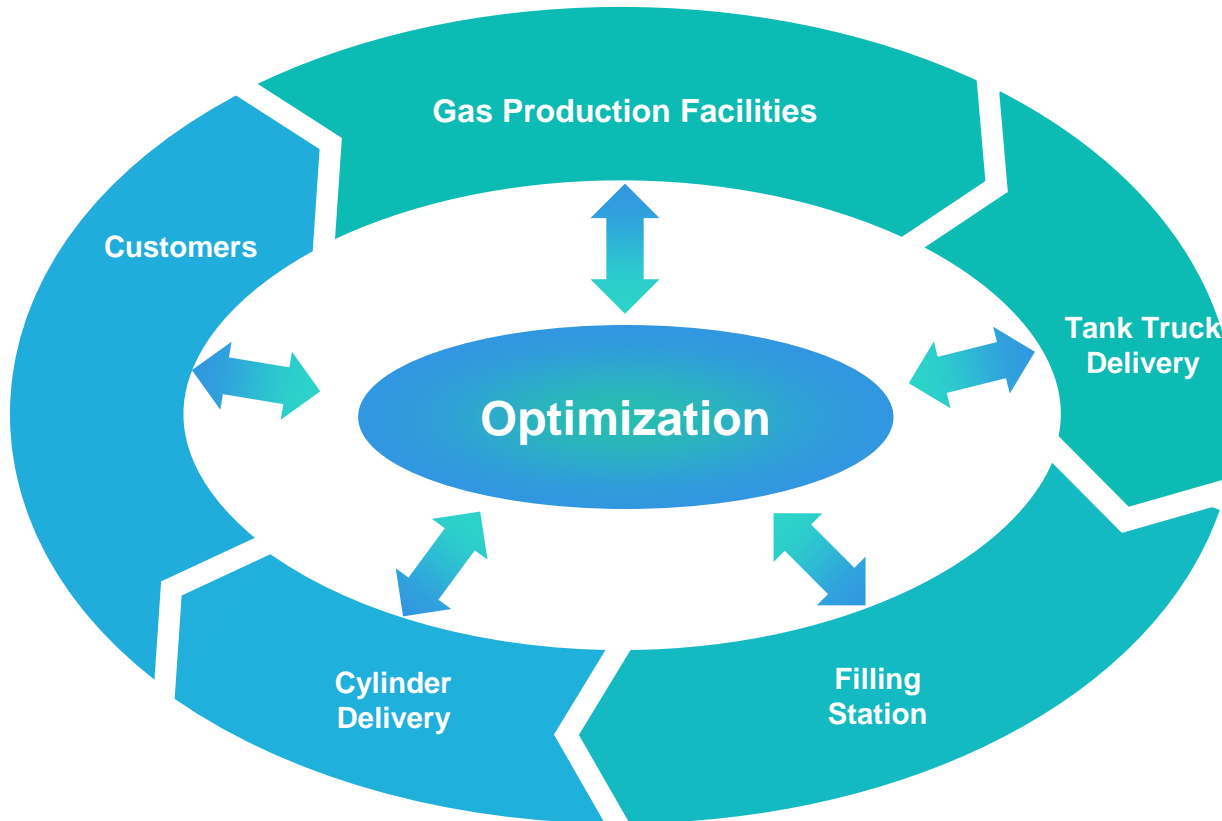 Gas Production Facilities
Customers
Tank Truck
Delivery
Optimization
Cylinder
Delivery
Filling
Station